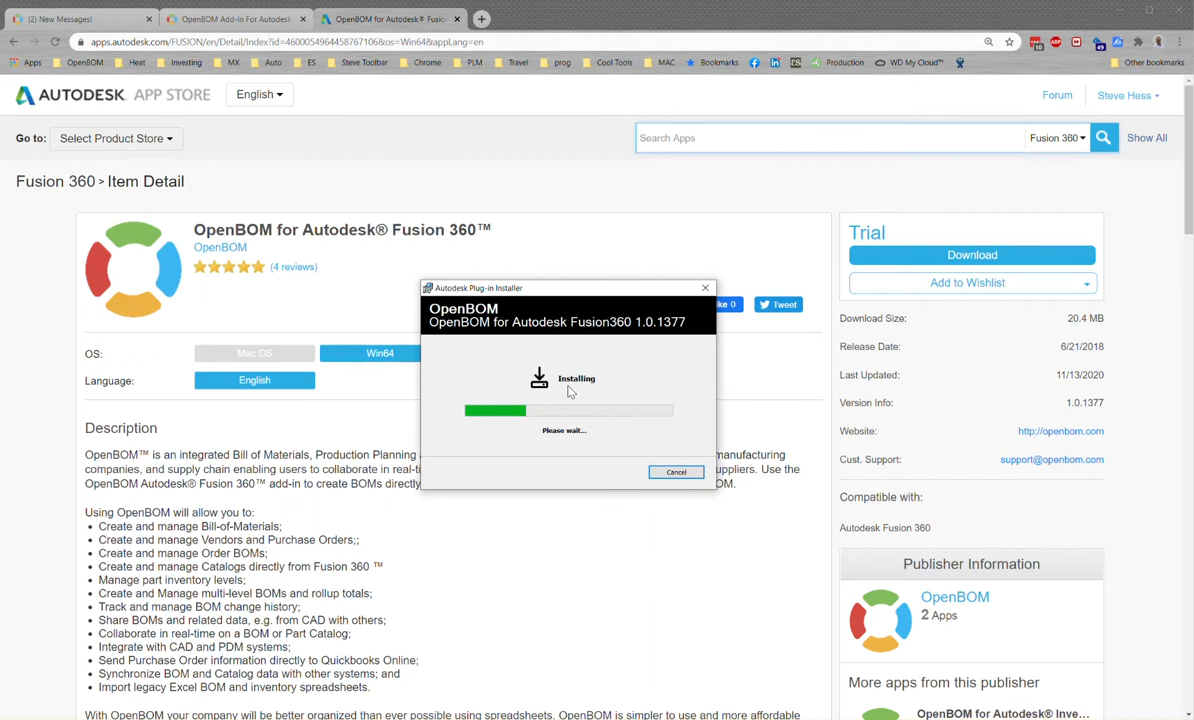 (2) New Messages!
OpenBOM Add-In For Autodesk
OpenBOM for Autodesk® Fusion
apps.autodesk.com/FUSION/en/Detail/Index?id=4600054964458767106&os=Win64&appLang=en
10
49
Apps
OpenBOM
Heat
Investing
MX
Auto
ES
Steve Toolbar
Chrome
PLM
Travel
prog
Cool Tools
MAC
Bookmarks
Production
WD My Cloud™
Other bookmarks
AUTODESK. APP STORE
English
Forum
Steve Hess
Go to:
Select Product Store
Search Apps
Fusion 360
Show All
Fusion 360 > Item Detail
OpenBOM for Autodesk® Fusion 360™
OpenBOM
(4 reviews)
ke 0
Tweet
OS:
Mac OS
Win64
Language:
English
Description
OpenBOM™ is an integrated Bill of Materials, Production Planning
manufacturing
companies, and supply chain enabling users to collaborate in real-ti
uppliers. Use the
OpenBOM Autodesk® Fusion 360™ add-in to create BOMs directly
OM.
Using OpenBOM will allow you to:
Create and manage Bill-of-Materials;
Create and manage Vendors and Purchase Orders;;
Create and manage Order BOMs;
Create and manage Catalogs directly from Fusion 360 ™
Manage part inventory levels;
Create and Manage multi-level BOMs and rollup totals;
Track and manage BOM change history;
Share BOMs and related data, e.g. from CAD with others;
Collaborate in real-time on a BOM or Part Catalog;
Integrate with CAD and PDM systems;
Send Purchase Order information directly to Quickbooks Online;
Synchronize BOM and Catalog data with other systems; and
Import legacy Excel BOM and inventory spreadsheets.
With OpenBOM your company will be better organized than ever possible using spreadsheets. OpenBOM is simpler to use and more affordable
Autodesk Plug-in Installer
OpenBOM
OpenBOM for Autodesk Fusion360 1.0.1377
Installing
Please wait...
Cancel
Trial
Download
Add to Wishlist
Download Size:
20.4 MB
Release Date:
6/21/2018
Last Updated:
11/13/2020
Version Info:
1.0.1377
Website:
http://openbom.com
Cust. Support:
support@openbom.com
Compatible with:
Autodesk Fusion 360
Publisher Information
OpenBOM
2 Apps
More apps from this publisher
OpenBOM for Autodesk® Inve...